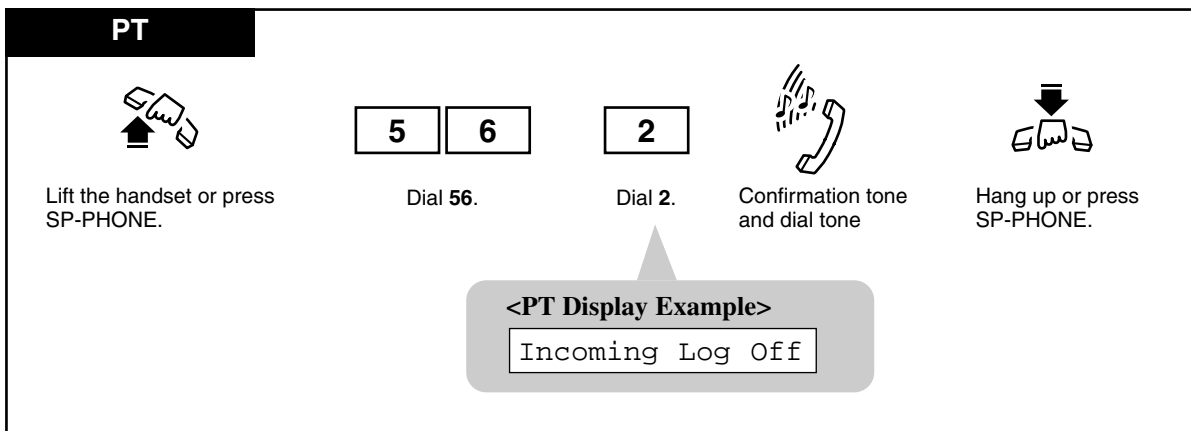 PT
5 6 2
Lift the handset or press
SP-PHONE.
Dial 56.
Dial 2.
Confirmation tone
and dial tone
Hang up or press
SP-PHONE.
<PT Display Example>
Incoming Log Off